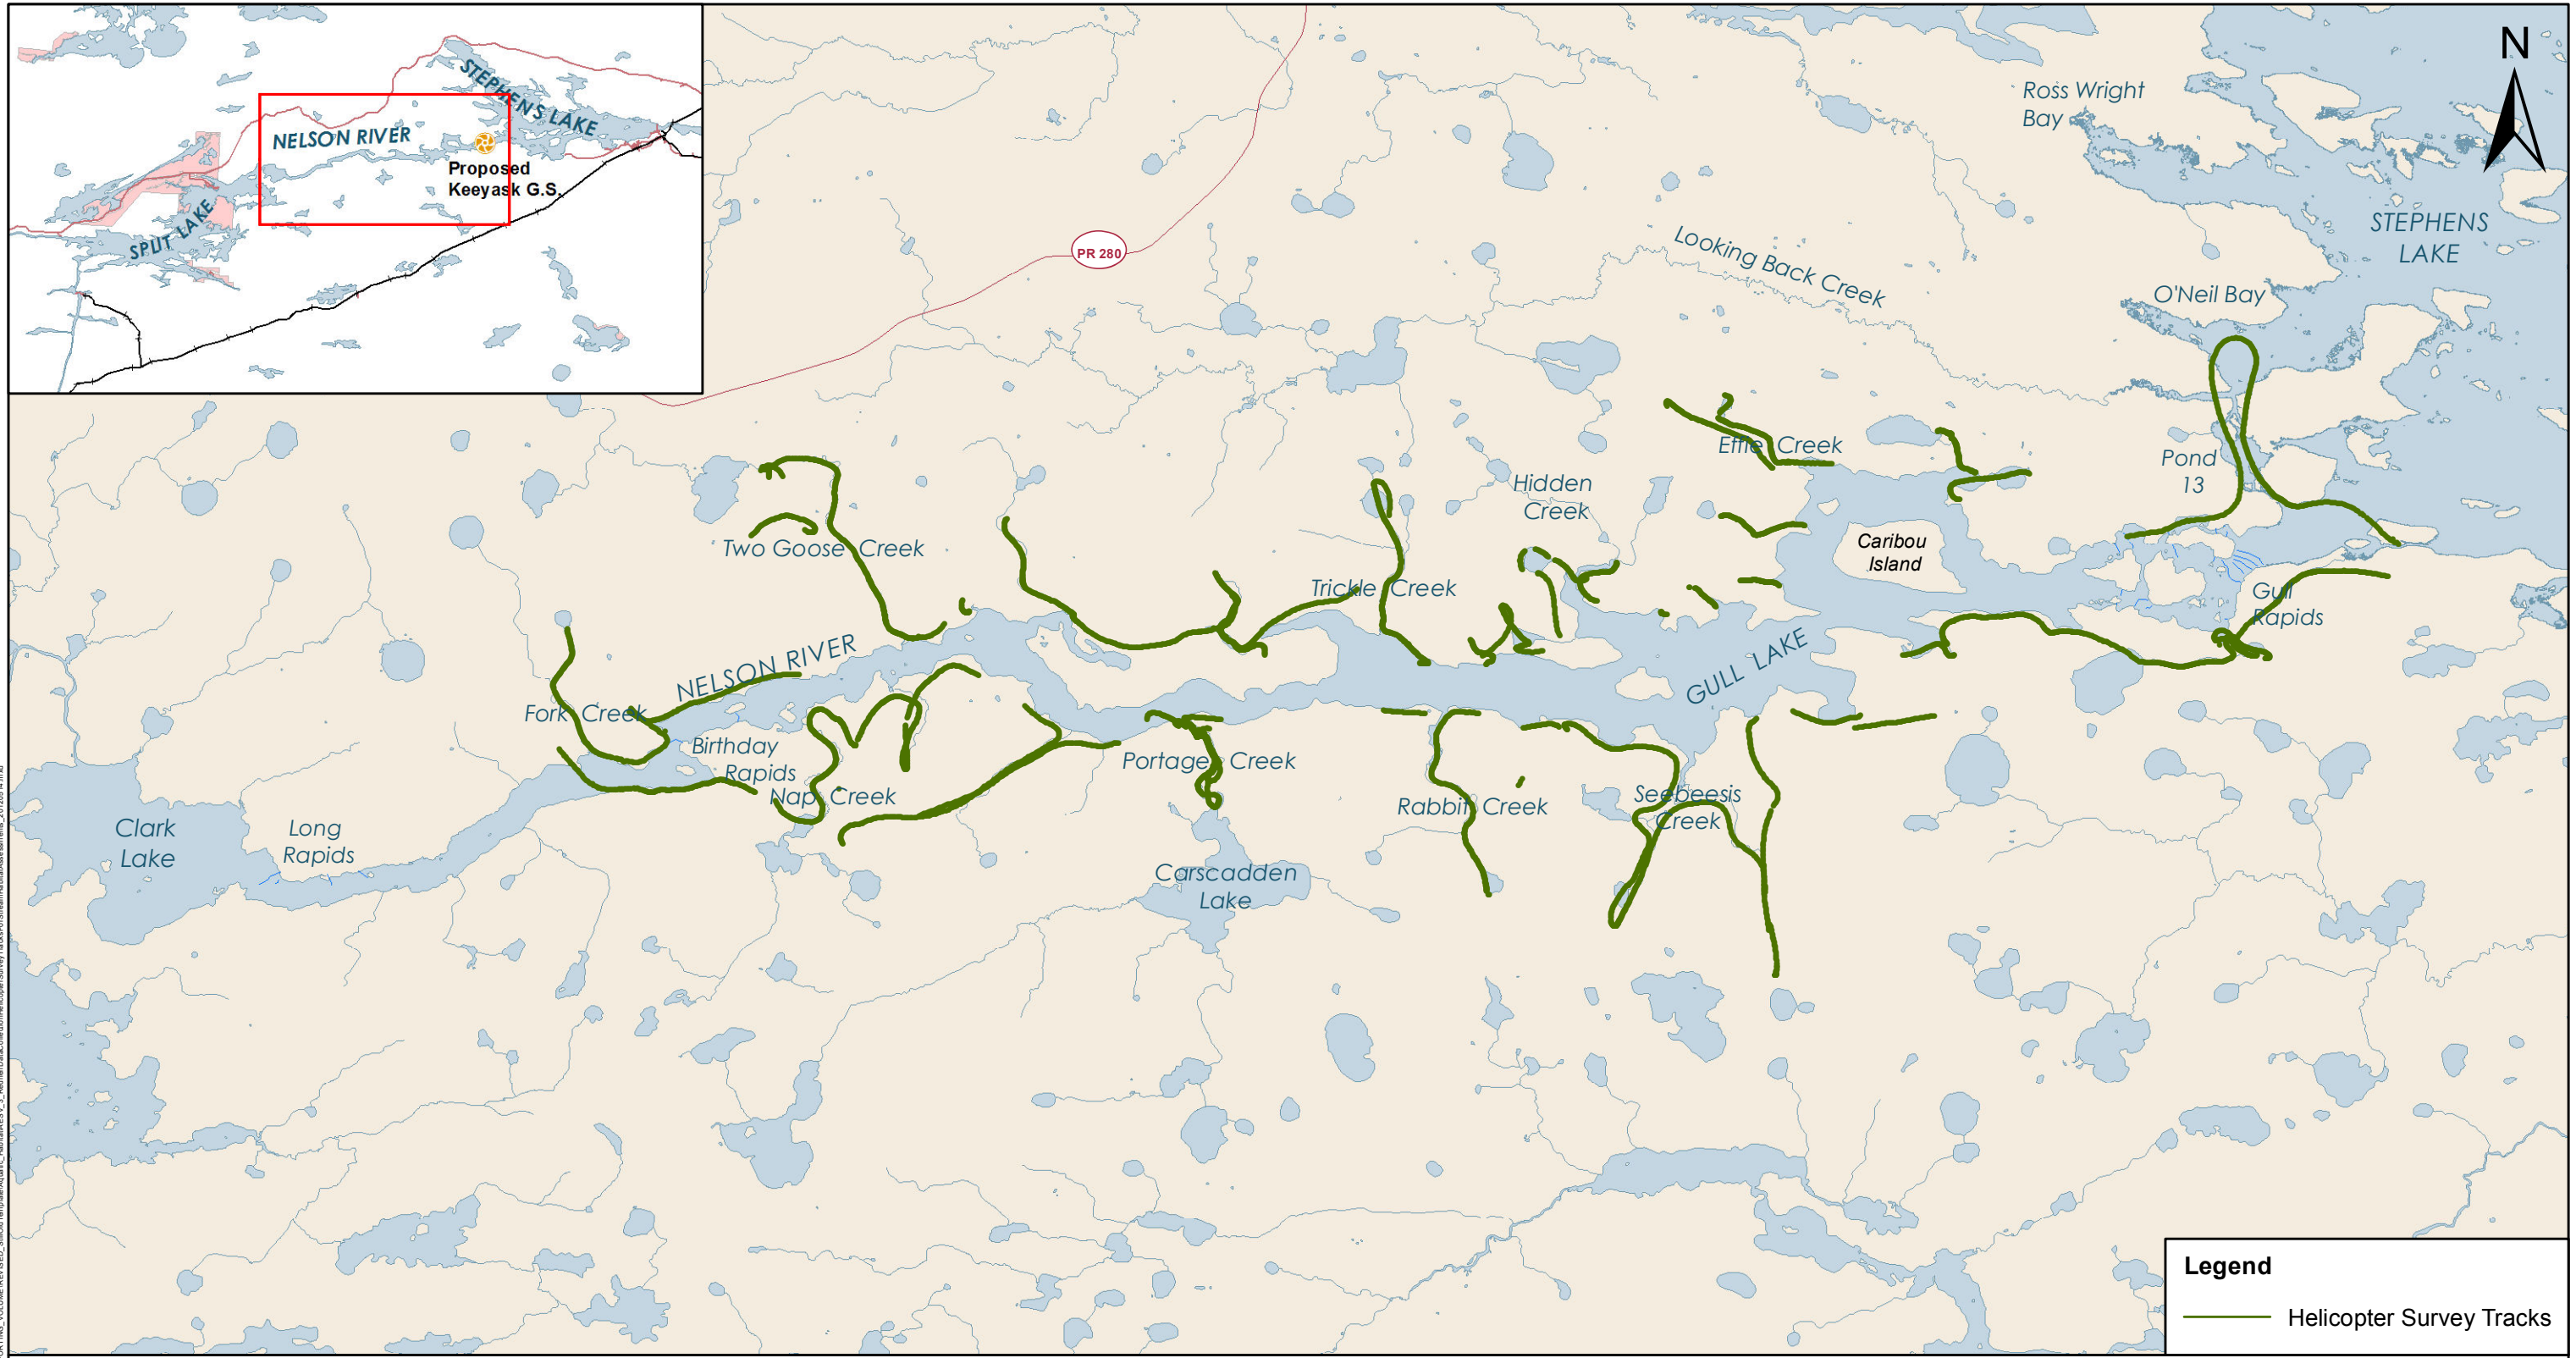 STEPHENS LAKE
NELSON RIVER
Proposed
Keeyask G.S.
SPLIT LAKE
N
Ross Wright
Bay
STEPHENS
LAKE
PR 280
Looking Back Creek
O'Neil Bay
Effie Creek
Pond
13
Hidden
Creek
Two Goose Creek
Caribou
Island
Trickle Creek
Gull
Rapids
NELSON RIVER
GULL LAKE
Fork Creek
Birthday
Rapids
Portage Creek
Nap Creek
Rabbit Creek
Seebeesis
Creek
Clark
Lake
Long
Rapids
Carscadden
Lake
Legend
Helicopter Survey Tracks